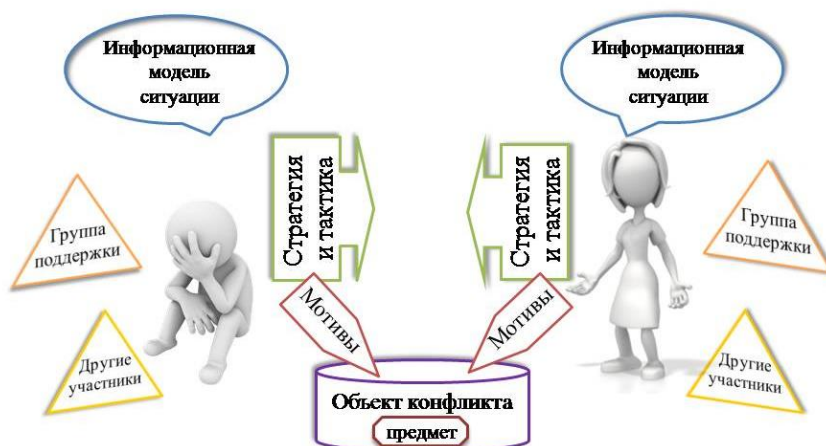 Информационная
модель
ситуации
Информационная
модель
ситуации
Стратегия
и тактика
Стратегия
и тактика
Группа
поддержки
Группа
поддержки
Мотивы
Мотивы
Другие
участники
Другие
участники
Объект конфликта
предмет